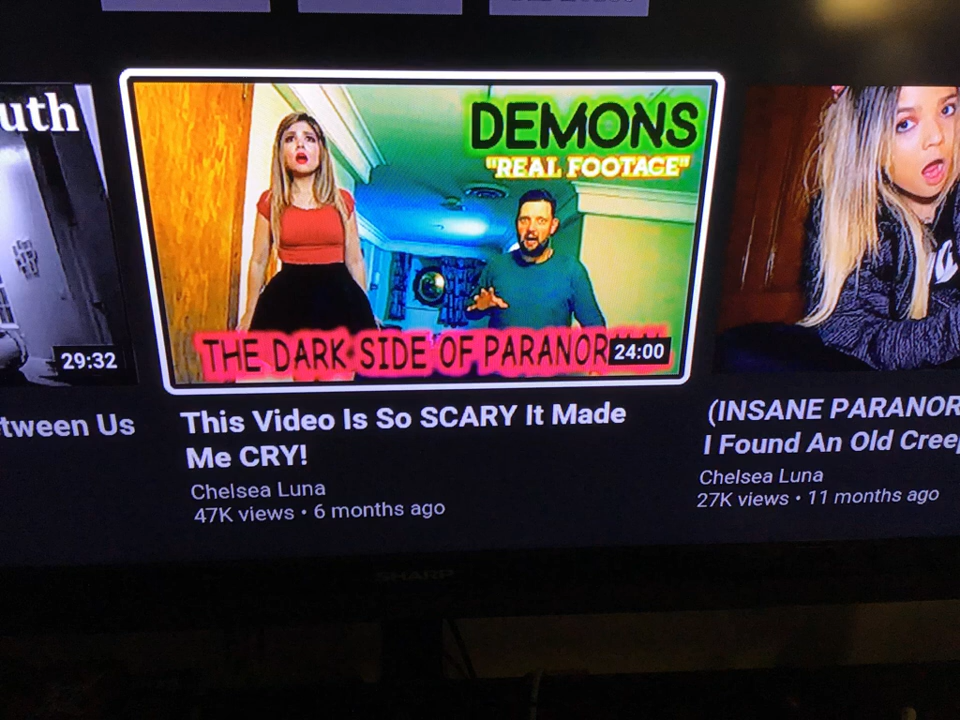 uth
29:32
tween Us
DEMONS
"REAL FOOTAGE"
THE DARK SIDE OF PARANOR
24:00
This Video Is So SCARY It Made
Me CRY!
Chelsea Luna
47K views • 6 months ago
(INSANE PARANOR
I Found An Old Cree
Chelsea Luna
27K views • 11 months ago
SHARP